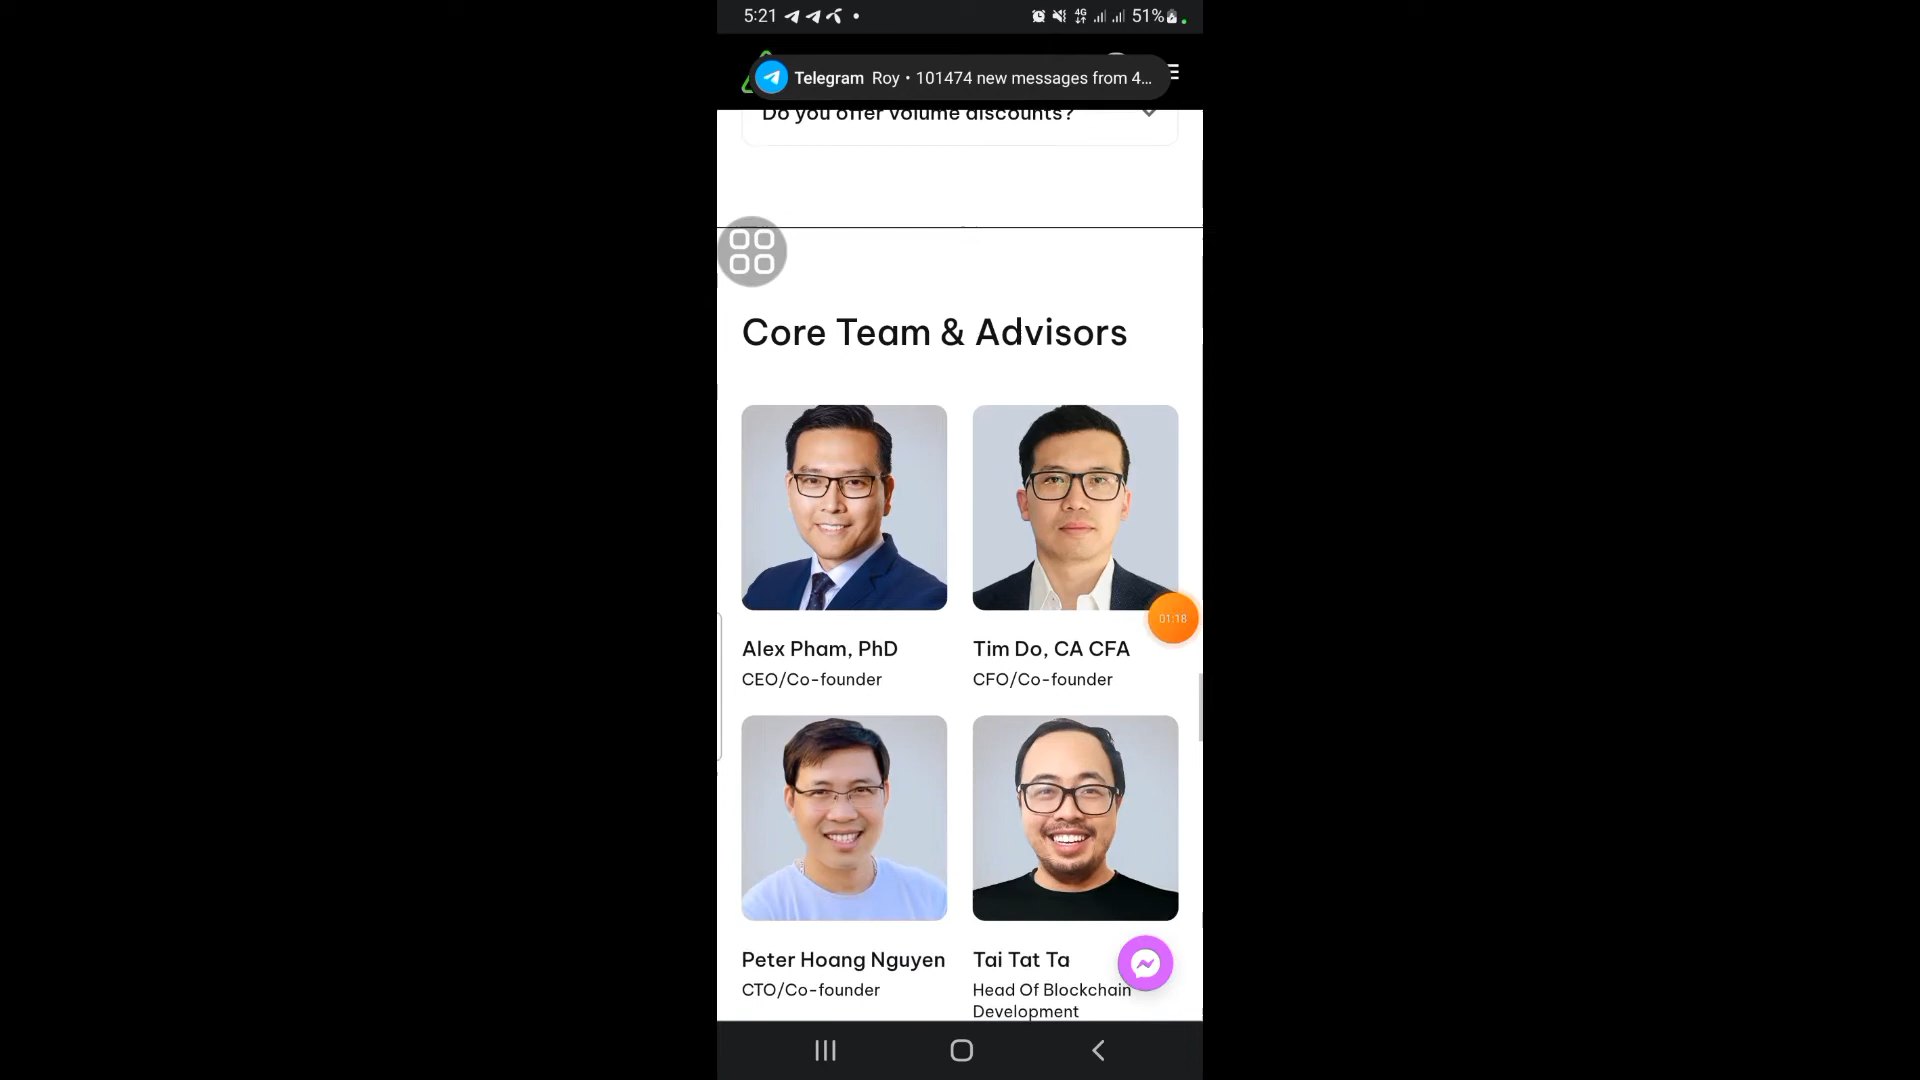 5:21
4G
51%
Telegram Roy • 101474 new messages from 4...
Do you offer volume discounts?
Core Team & Advisors
Alex Pham, PhD
CEO/Co-founder
Tim Do, CA CFA
CFO/Co-founder
01:18
Peter Hoang Nguyen
CTO/Co-founder
Tai Tat Ta
Head Of Blockchain
Development